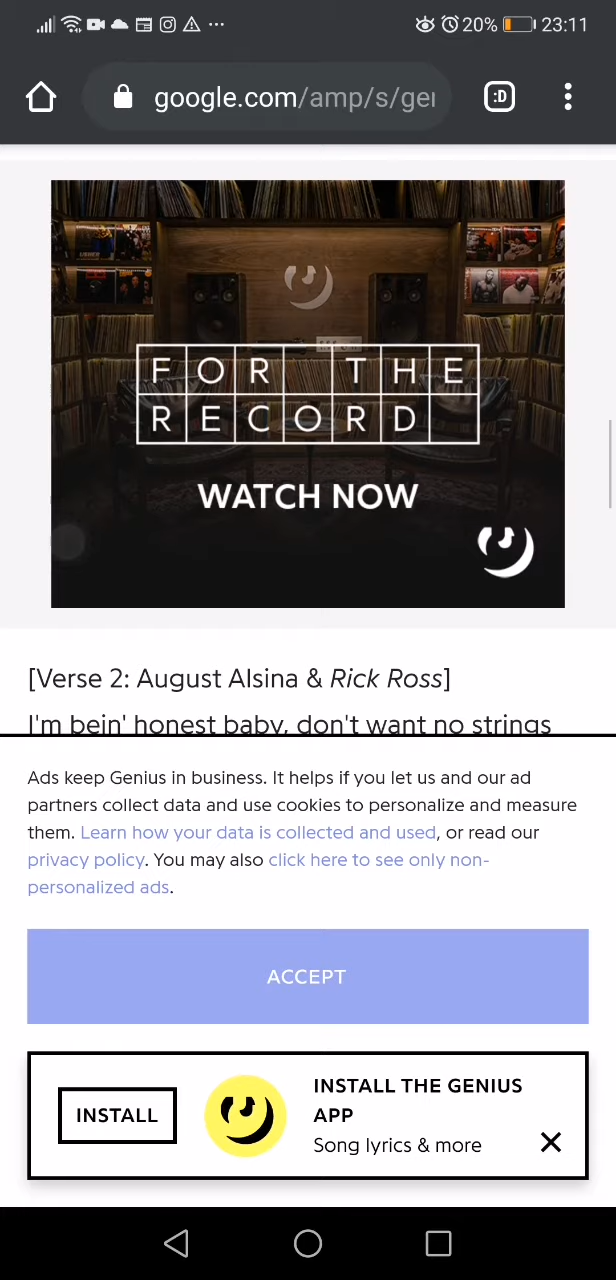 20% 23:11
google.com/amp/s/ge
:D
FOR THE
RECORD
WATCH NOW
[Verse 2: August Alsina & Rick Ross]
I'm bein' honest baby, don't want no strings
Ads keep Genius in business. It helps if you let us and our ad
partners collect data and use cookies to personalize and measure
them. Learn how your data is collected and used, or read our
privacy policy. You may also click here to see only non-
personalized ads.
ACCEPT
INSTALL
INSTALL THE GENIUS
APP
Song lyrics & more